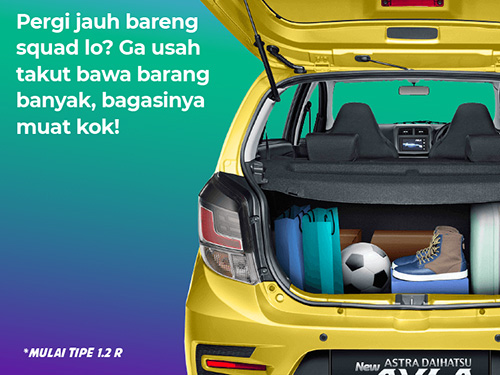 Pergi jauh bareng
squad lo? Ga usah
takut bawa barang
banyak, bagasinya
muat kok!
*MULAI TIPE 1.2 R
ASTRA DAIHATSU
New AYLA